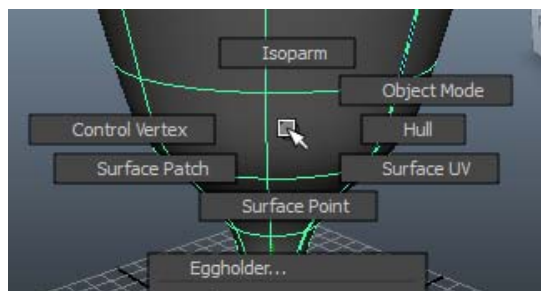 Isoparm
Object Mode
Control Vertex
Hull
Surface Patch
Surface UV
Surface Point
Eggholder...